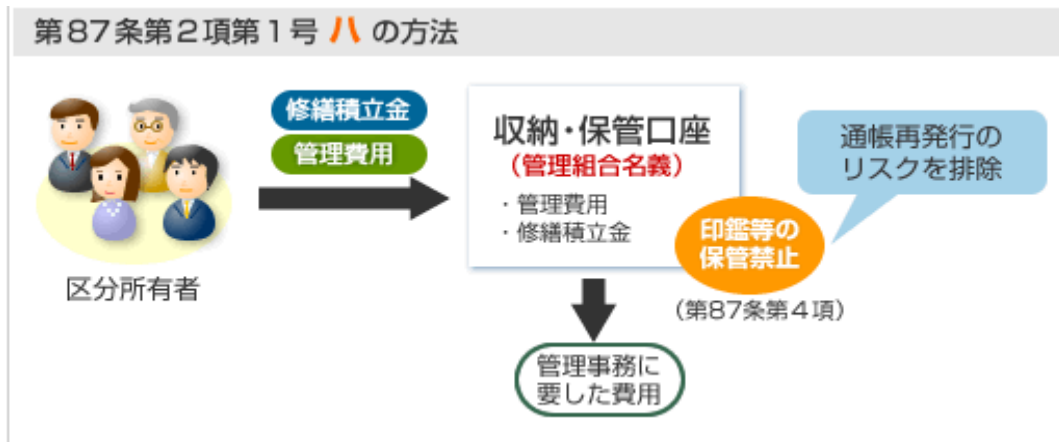 第87条第2項第1号 ハ の方法
修繕積立金
管理費用
区分所有者
収納・保管口座
（管理組合名義）
・管理費用
・修繕積立金
印鑑等の
保管禁止
（第87条第4項）
通帳再発行の
リスクを排除
管理事務に
要した費用